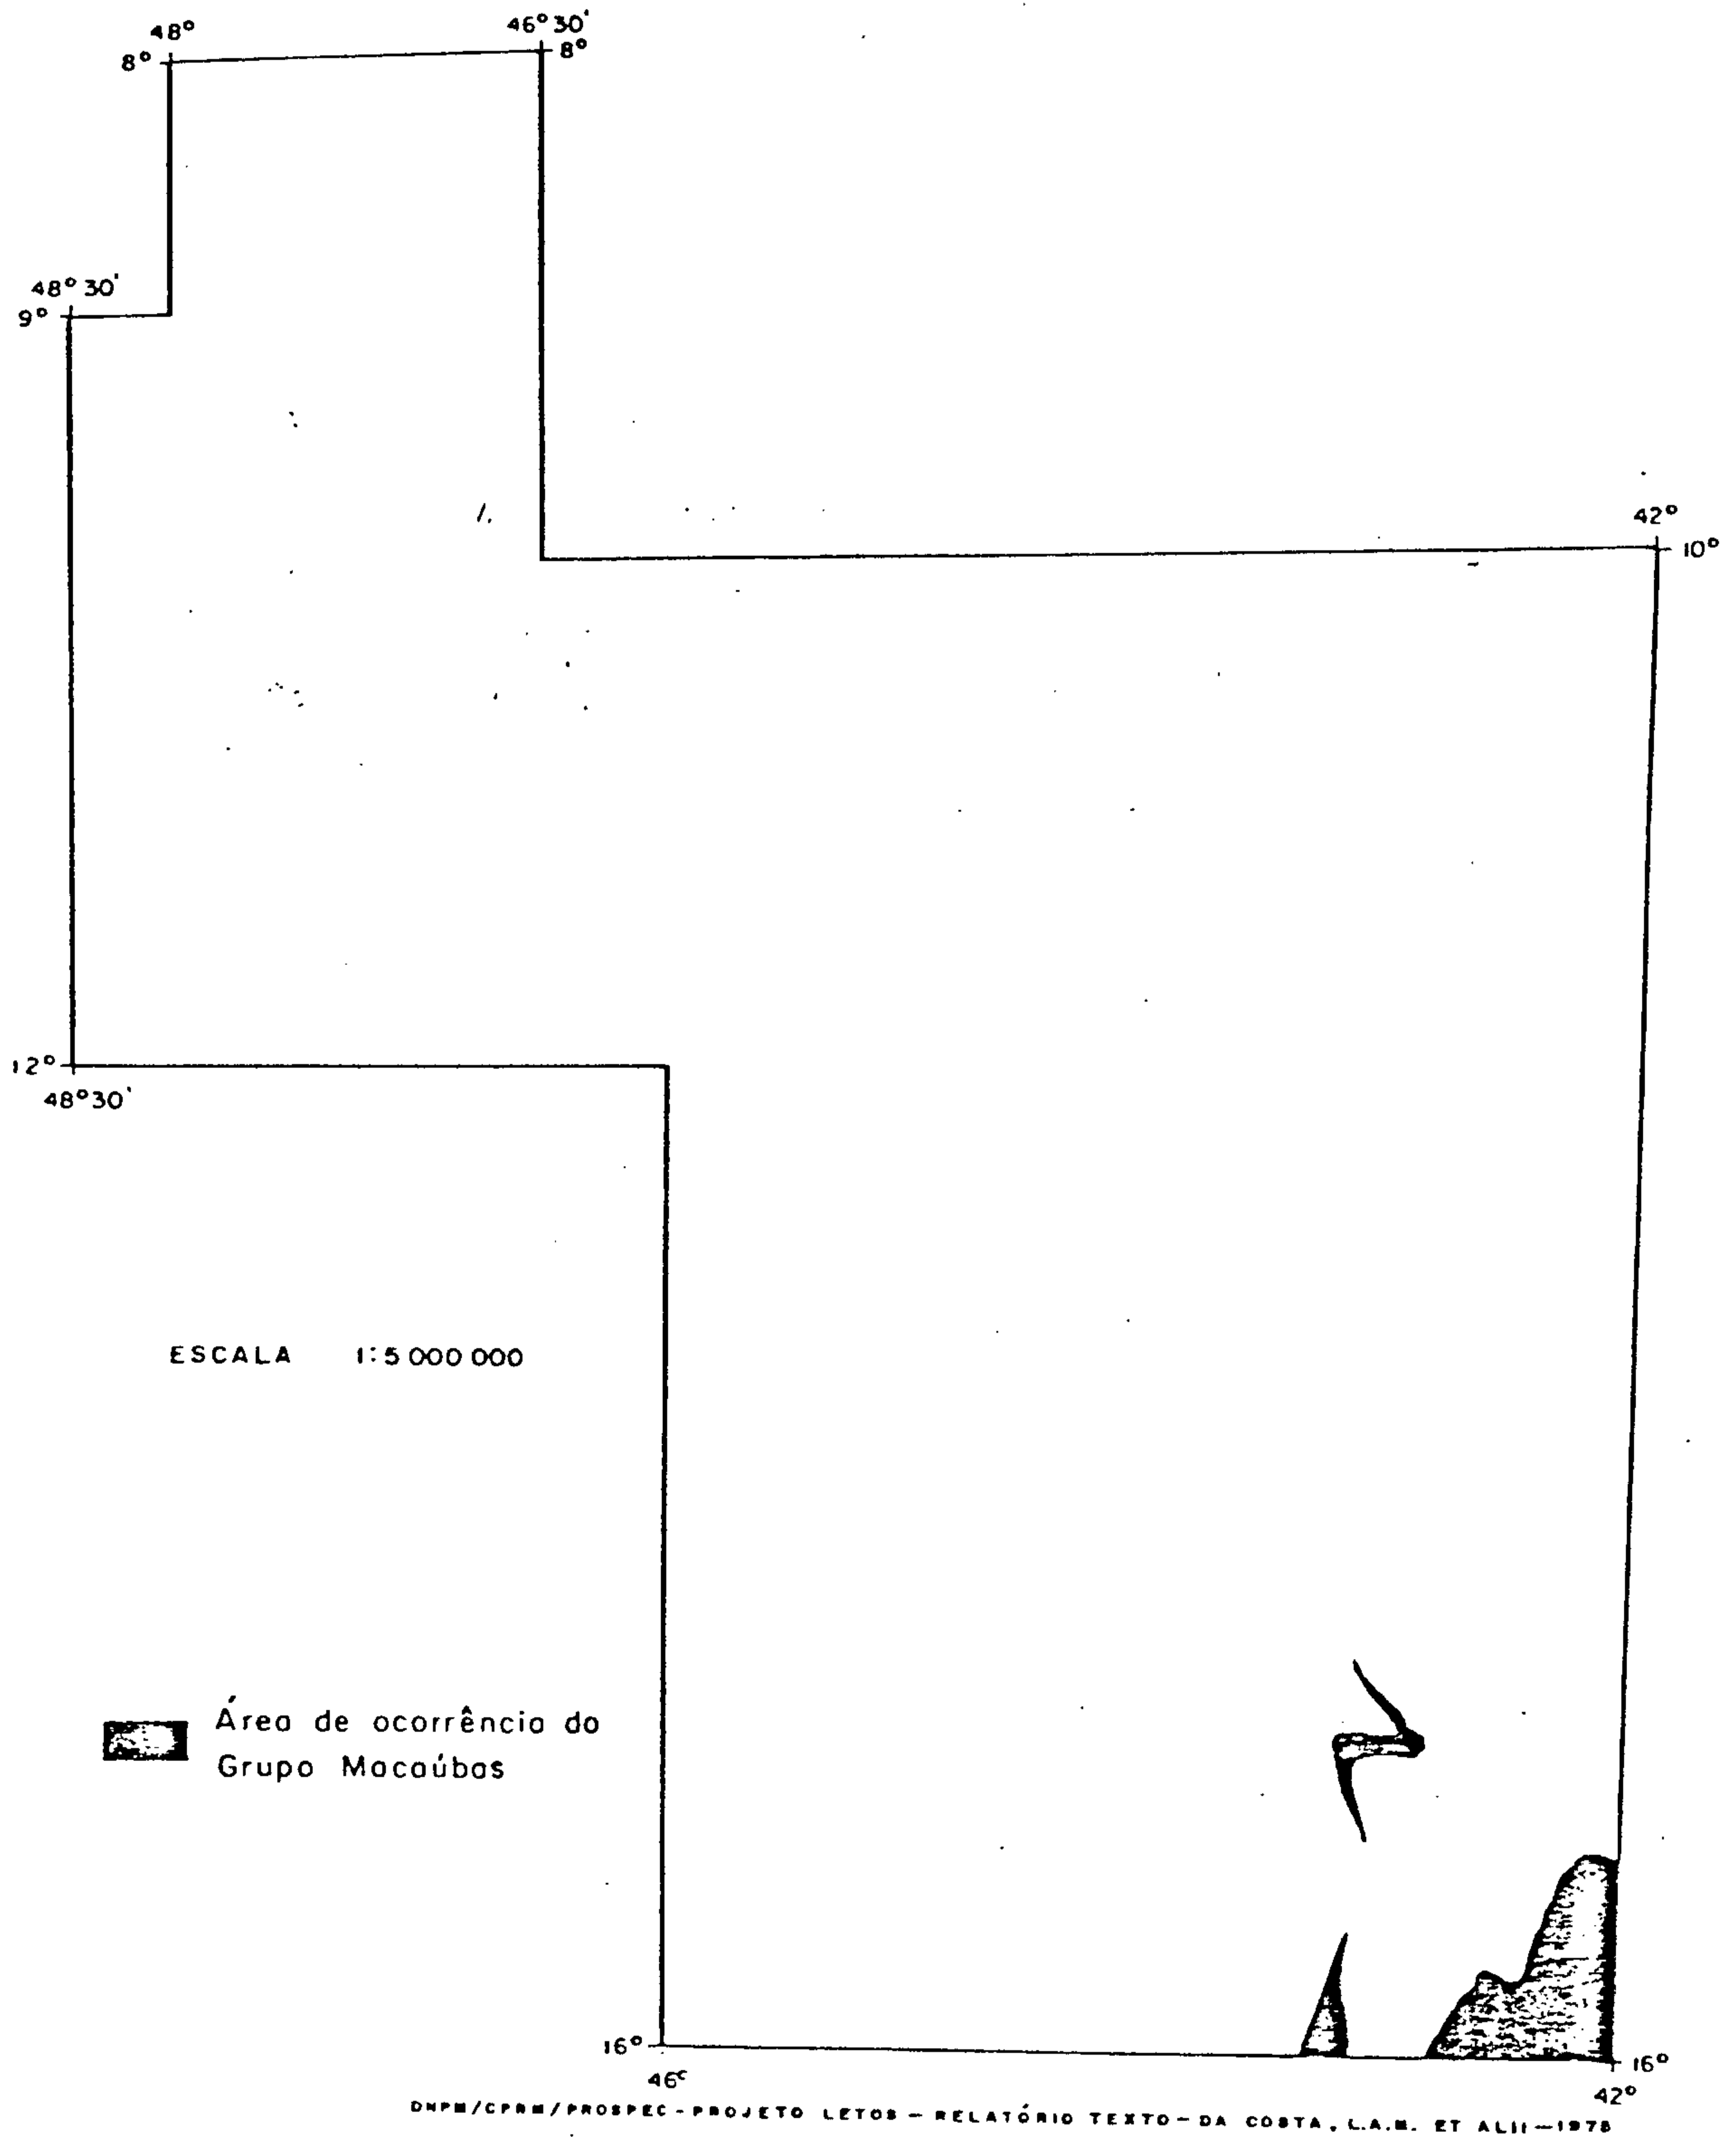 48° 46°30'
8° 8°
48°30'
9°
42°
10°
12°
48°30'
ESCALA 1:5 000 000
Área de ocorrência do
Grupo Macaúbas
16° 16°
46° 42°
DNPM/CPRM/PROSPEC-PROJETO LETOS – RELATÓRIO TEXTO – DA COSTA, L.A.M. ET ALII – 1978